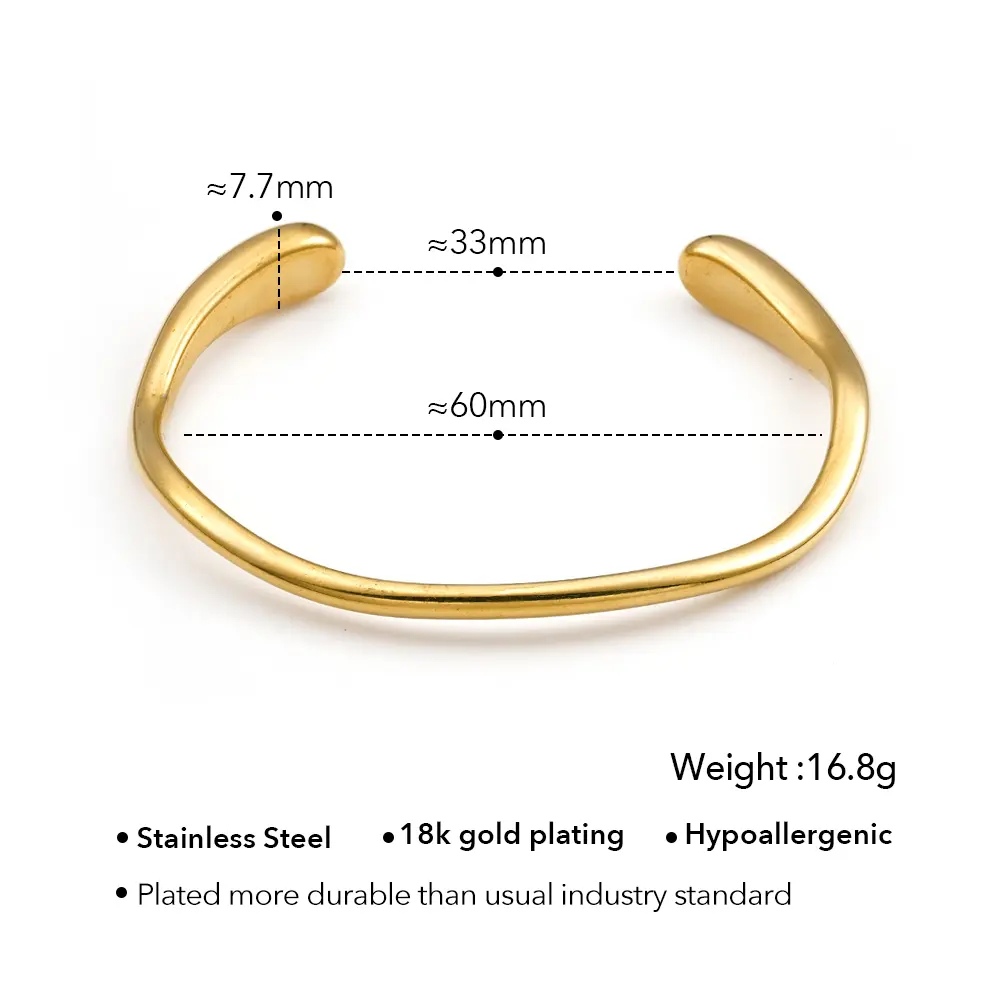 ≈7.7mm
≈33mm
≈60mm
Weight :16.8g
• Stainless Steel
• 18k gold plating
• Hypoallergenic
• Plated more durable than usual industry standard